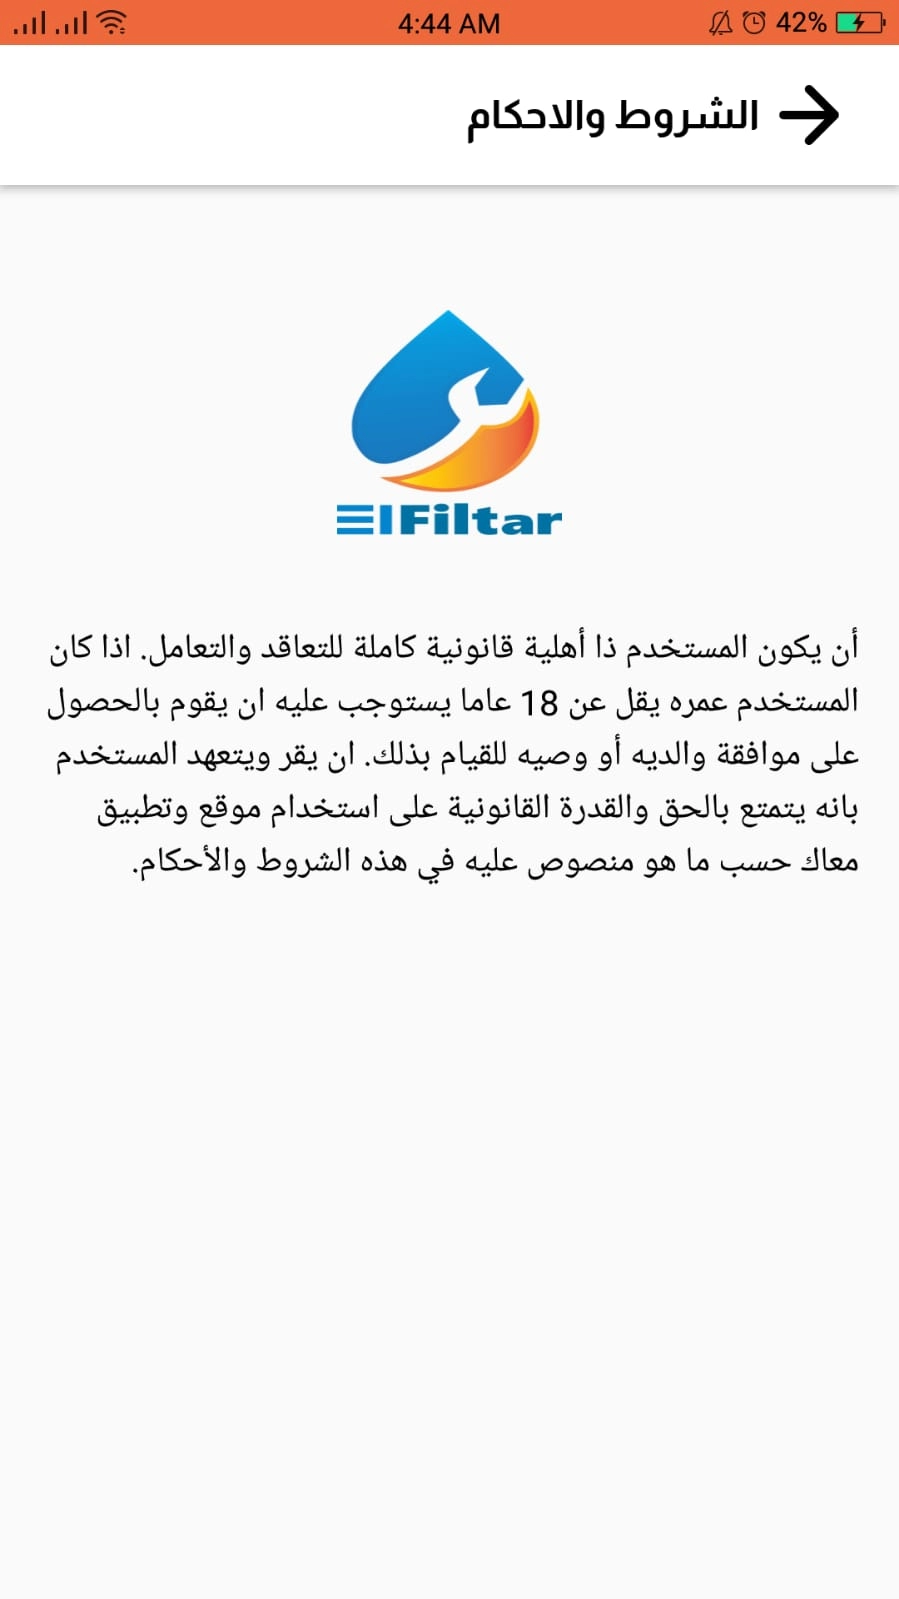 4:44 AM
42%
الشروط والاحكام
ElFiltar
أن يكون المستخدم ذا أهلية قانونية كاملة للتعاقد والتعامل. اذا كان
المستخدم عمره يقل عن 18 عاما يستوجب عليه ان يقوم بالحصول
على موافقة والديه أو وصيه للقيام بذلك. ان يقر ويتعهد المستخدم
بانه يتمتع بالحق والقدرة القانونية على استخدام موقع وتطبيق
معاك حسب ما هو منصوص عليه في هذه الشروط والأحكام.